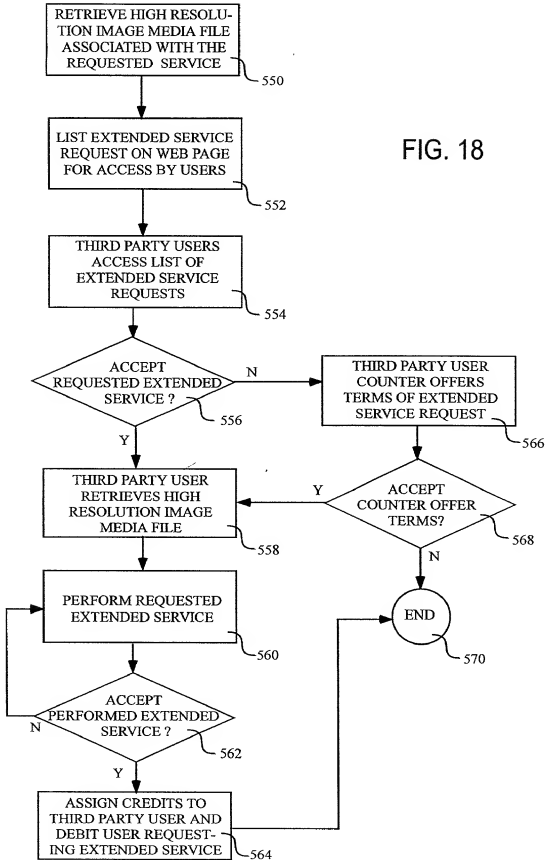 RETRIEVE HIGH RESOLU-
TION IMAGE MEDIA FILE
ASSOCIATED WITH THE
REQUESTED SERVICE
550
LIST EXTENDED SERVICE
REQUEST ON WEB PAGE
FOR ACCESS BY USERS
552
FIG. 18
THIRD PARTY USERS
ACCESS LIST OF
EXTENDED SERVICE
REQUESTS
554
ACCEPT
REQUESTED EXTENDED
SERVICE ?
556
N
Y
THIRD PARTY USER
COUNTER OFFERS
TERMS OF EXTENDED
SERVICE REQUEST
566
THIRD PARTY USER
RETRIEVES HIGH
RESOLUTION IMAGE
MEDIA FILE
558
Y
ACCEPT
COUNTER OFFER
TERMS?
568
N
PERFORM REQUESTED
EXTENDED SERVICE
560
END
570
ACCEPT
PERFORMED EXTENDED
SERVICE ?
562
N
Y
ASSIGN CREDITS TO
THIRD PARTY USER AND
DEBIT USER REQUEST-
ING EXTENDED SERVICE
564